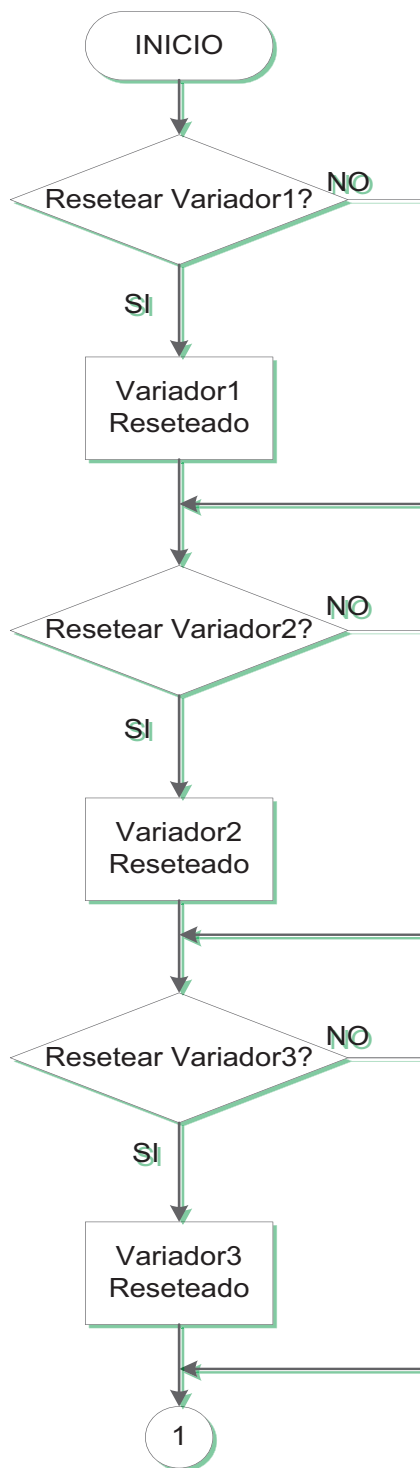 INICIO
Resetear Variador1?
NO
SI
Variador1
Reseteado
Resetear Variador2?
NO
SI
Variador2
Reseteado
Resetear Variador3?
NO
SI
Variador3
Reseteado
1